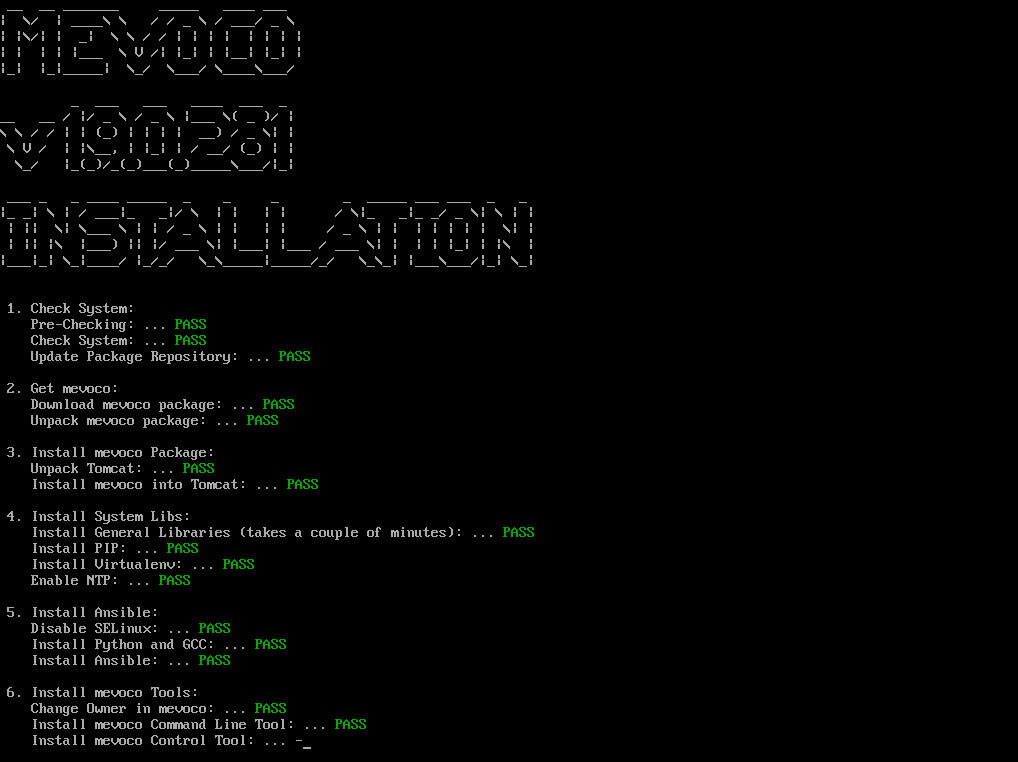 MEVOCO
v1.9.0.281
INSTALLATION
1. Check System:
Pre-Checking: ... PASS
Check System: ... PASS
Update Package Repository: ... PASS
2. Get mevoco:
Download mevoco package: ... PASS
Unpack mevoco package: ... PASS
3. Install mevoco Package:
Unpack Tomcat: ... PASS
Install mevoco into Tomcat: ... PASS
4. Install System Libs:
Install General Libraries (takes a couple of minutes): ... PASS
Install PIP: ... PASS
Install Virtualenv: ... PASS
Enable NTP: ... PASS
5. Install Ansible:
Disable SELinux: ... PASS
Install Python and GCC: ... PASS
Install Ansible: ... PASS
6. Install mevoco Tools:
Change Owner in mevoco: ... PASS
Install mevoco Command Line Tool: ... PASS
Install mevoco Control Tool: ... -_